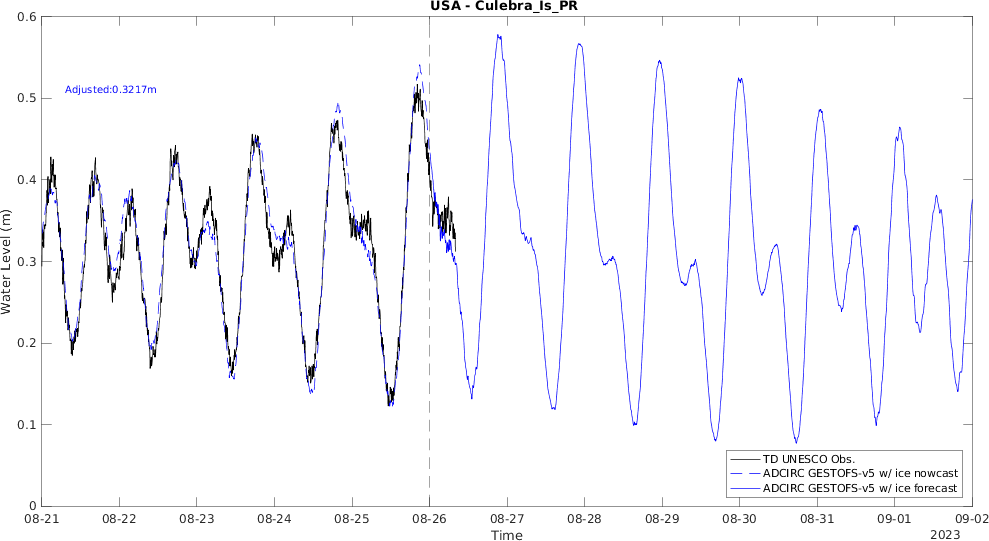 USA - Culebra_Is_PR
0.6
0.5
0.4
0.3
0.2
0.1
0
Water Level (m)
Adjusted:0.3217m
TD UNESCO Obs.
ADCIRC GESTOFS-v5 w/ ice nowcast
ADCIRC GESTOFS-v5 w/ ice forecast
08-21 08-22 08-23 08-24 08-25 08-26 08-27 08-28 08-29 08-30 08-31 09-01 09-02
Time
2023